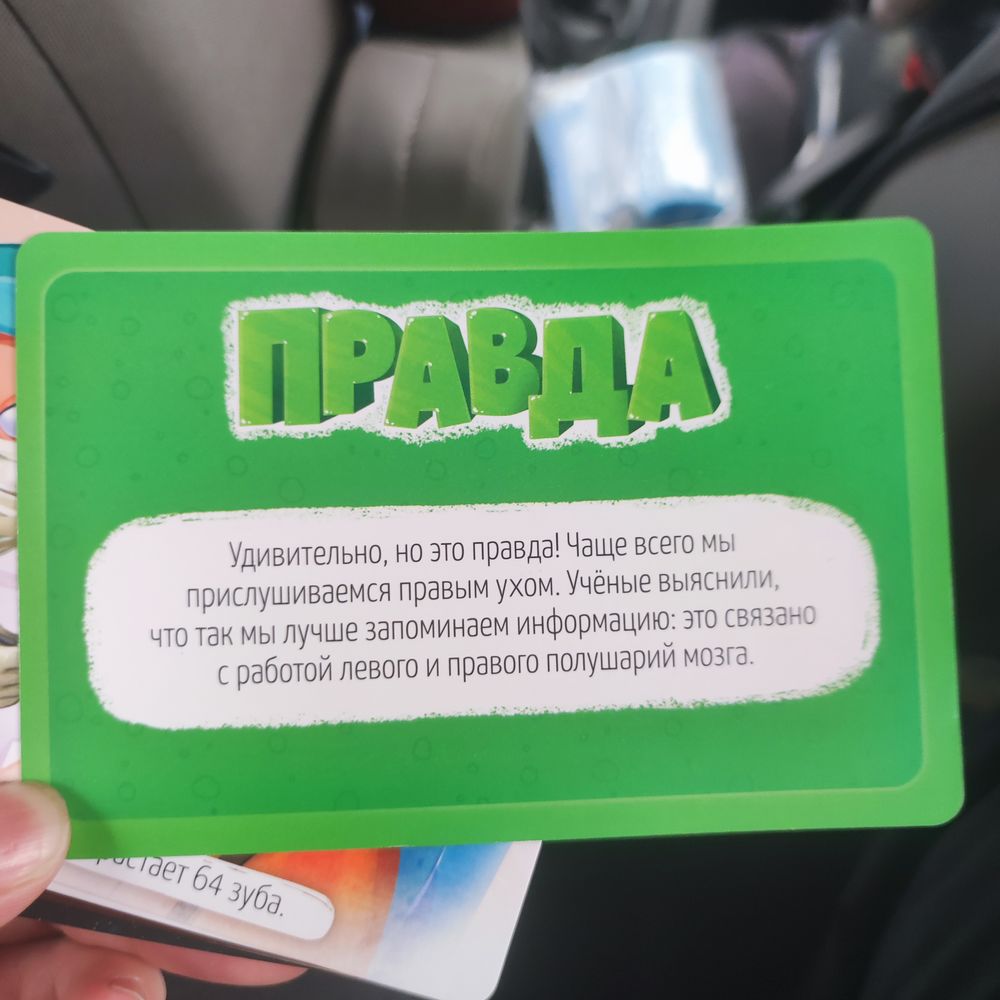 ПРАВДА
Удивительно, но это правда! Чаще всего мы
прислушиваемся правым ухом. Учёные выяснили,
что так мы лучше запоминаем информацию: это связано
с работой левого и правого полушарий мозга.
64 зуба.